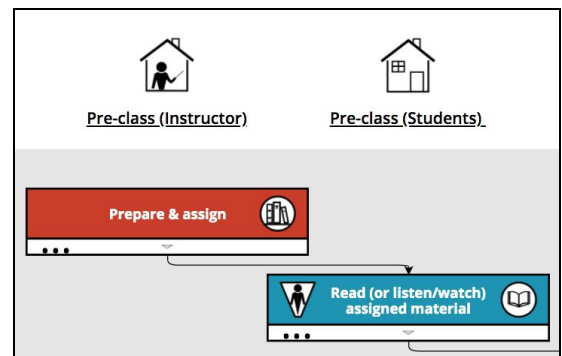 Pre-class (Instructor)
Pre-class (Students)
Prepare & assign
Read (or listen/watch)
assigned material